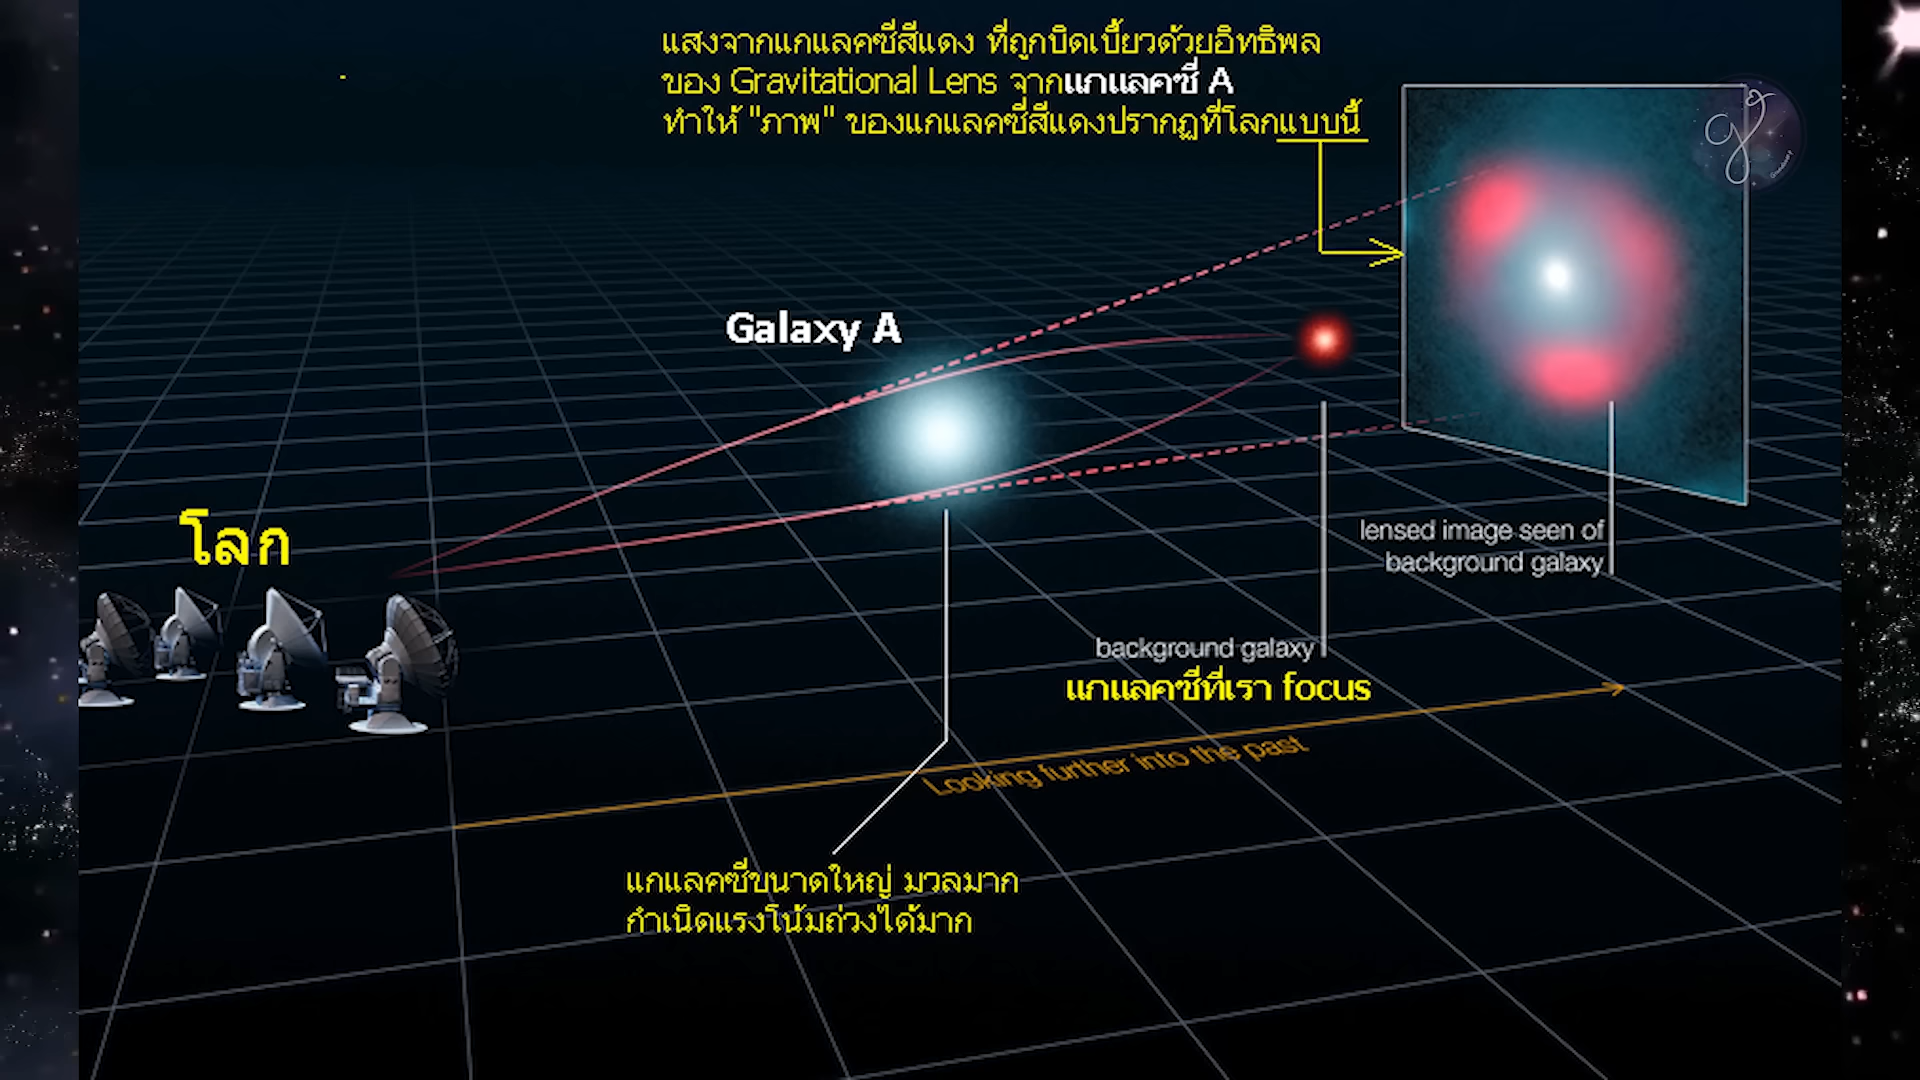 แสงจากแกแลคซี่สีแดง ที่ถูกบิดเบี้ยวด้วยอิทธิพล
ของ Gravitational Lens จากแกแลคซี่ A
ทำให้ "ภาพ" ของแกแลคซี่สีแดงปรากฏที่โลกแบบนี้
Galaxy A
โลก
lensed image seen of
background galaxy
background galaxy
แกแลคซีที่เรา focus
Looking further into the past
แกแลคซี่ขนาดใหญ่ มวลมาก
กำเนิดแรงโน้มถ่วงได้มาก